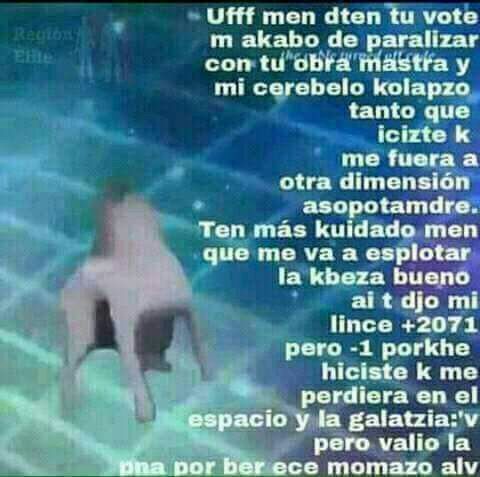 Región
Elite
Ufff men dten tu vote
m akabo de paralizar
con tu obra mastra y
mi cerebelo kolapzo
tanto que
icizte k
me fuera a
otra dimensión
asopotamdre.
Ten más kuidado men
que me va a esplotar
la kbeza bueno
ai t djo mi
lince +2071
pero -1 porkhe
hiciste k me
perdiera en el
espacio y la galatzia:'v
pero valio la
pna por ber ece momazo alv